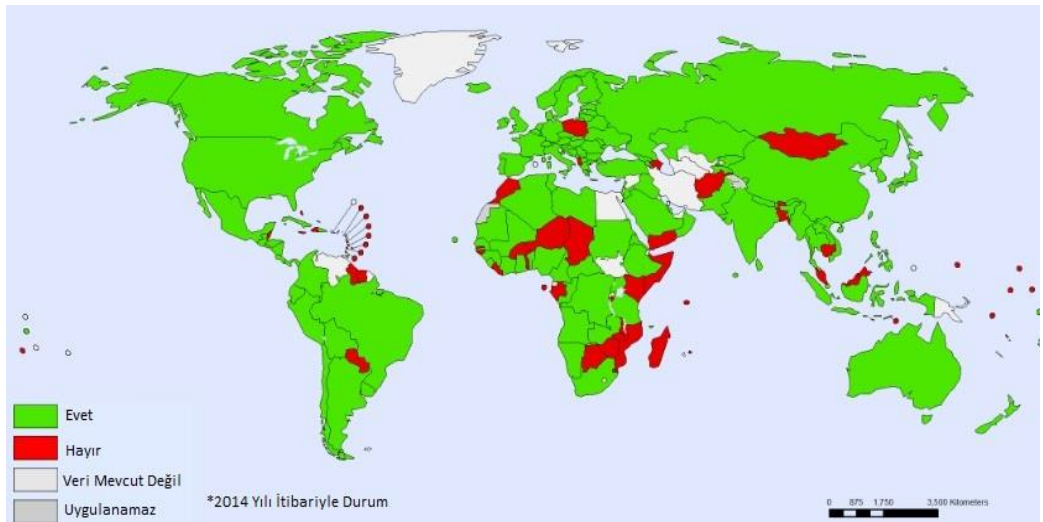 Evet
Hayır
Veri Mevcut Değil
Uygulanamaz
*2014 Yılı İtibariyle Durum
0 875 1.750 3.500 Kilometers